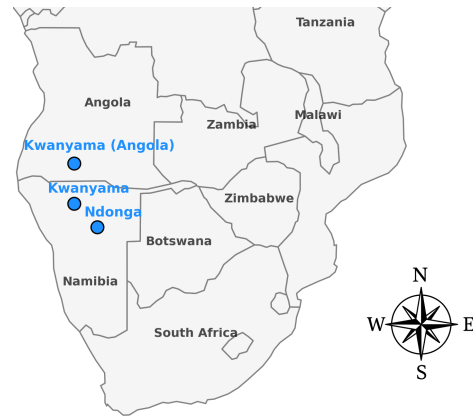 Tanzania
Angola
Malawi
Zambia
Kwanyama (Angola)
Kwanyama
Zimbabwe
Ndonga
Botswana
Namibia
N
W E
South Africa
S